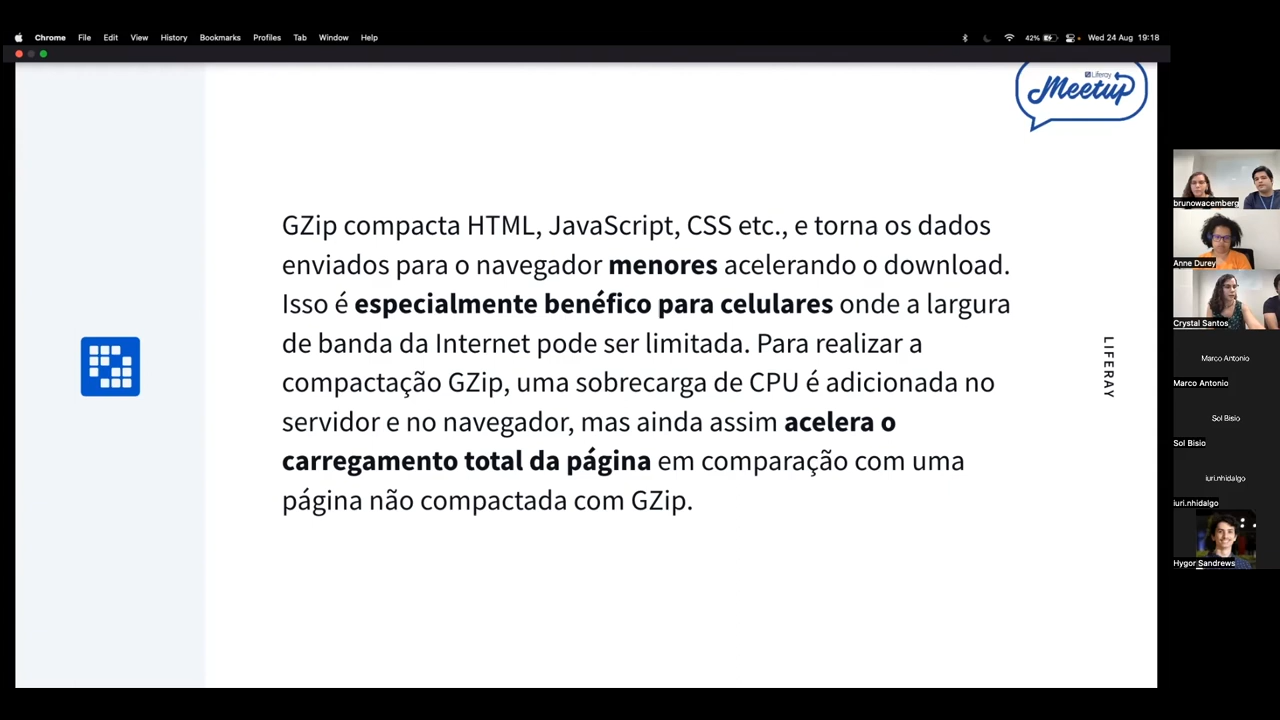 Chrome File Edit View History Bookmarks Profiles Tab Window Help
42% Wed 24 Aug 19:18
Liferay
Meetup
GZip compacta HTML, JavaScript, CSS etc., e torna os dados
enviados para o navegador menores acelerando o download.
Isso é especialmente benéfico para celulares onde a largura
de banda da Internet pode ser limitada. Para realizar a
compactação GZip, uma sobrecarga de CPU é adicionada no
servidor e no navegador, mas ainda assim acelera o
carregamento total da página em comparação com uma
página não compactada com GZip.
LIFERAY
brunowacemberg
Anne Durey
Crystal Santos
Marco Antonio
Marco Antonio
Sol Bisio
Sol Bisio
iuri.nhidalgo
iuri.nhidalgo
Hygor Sandrews